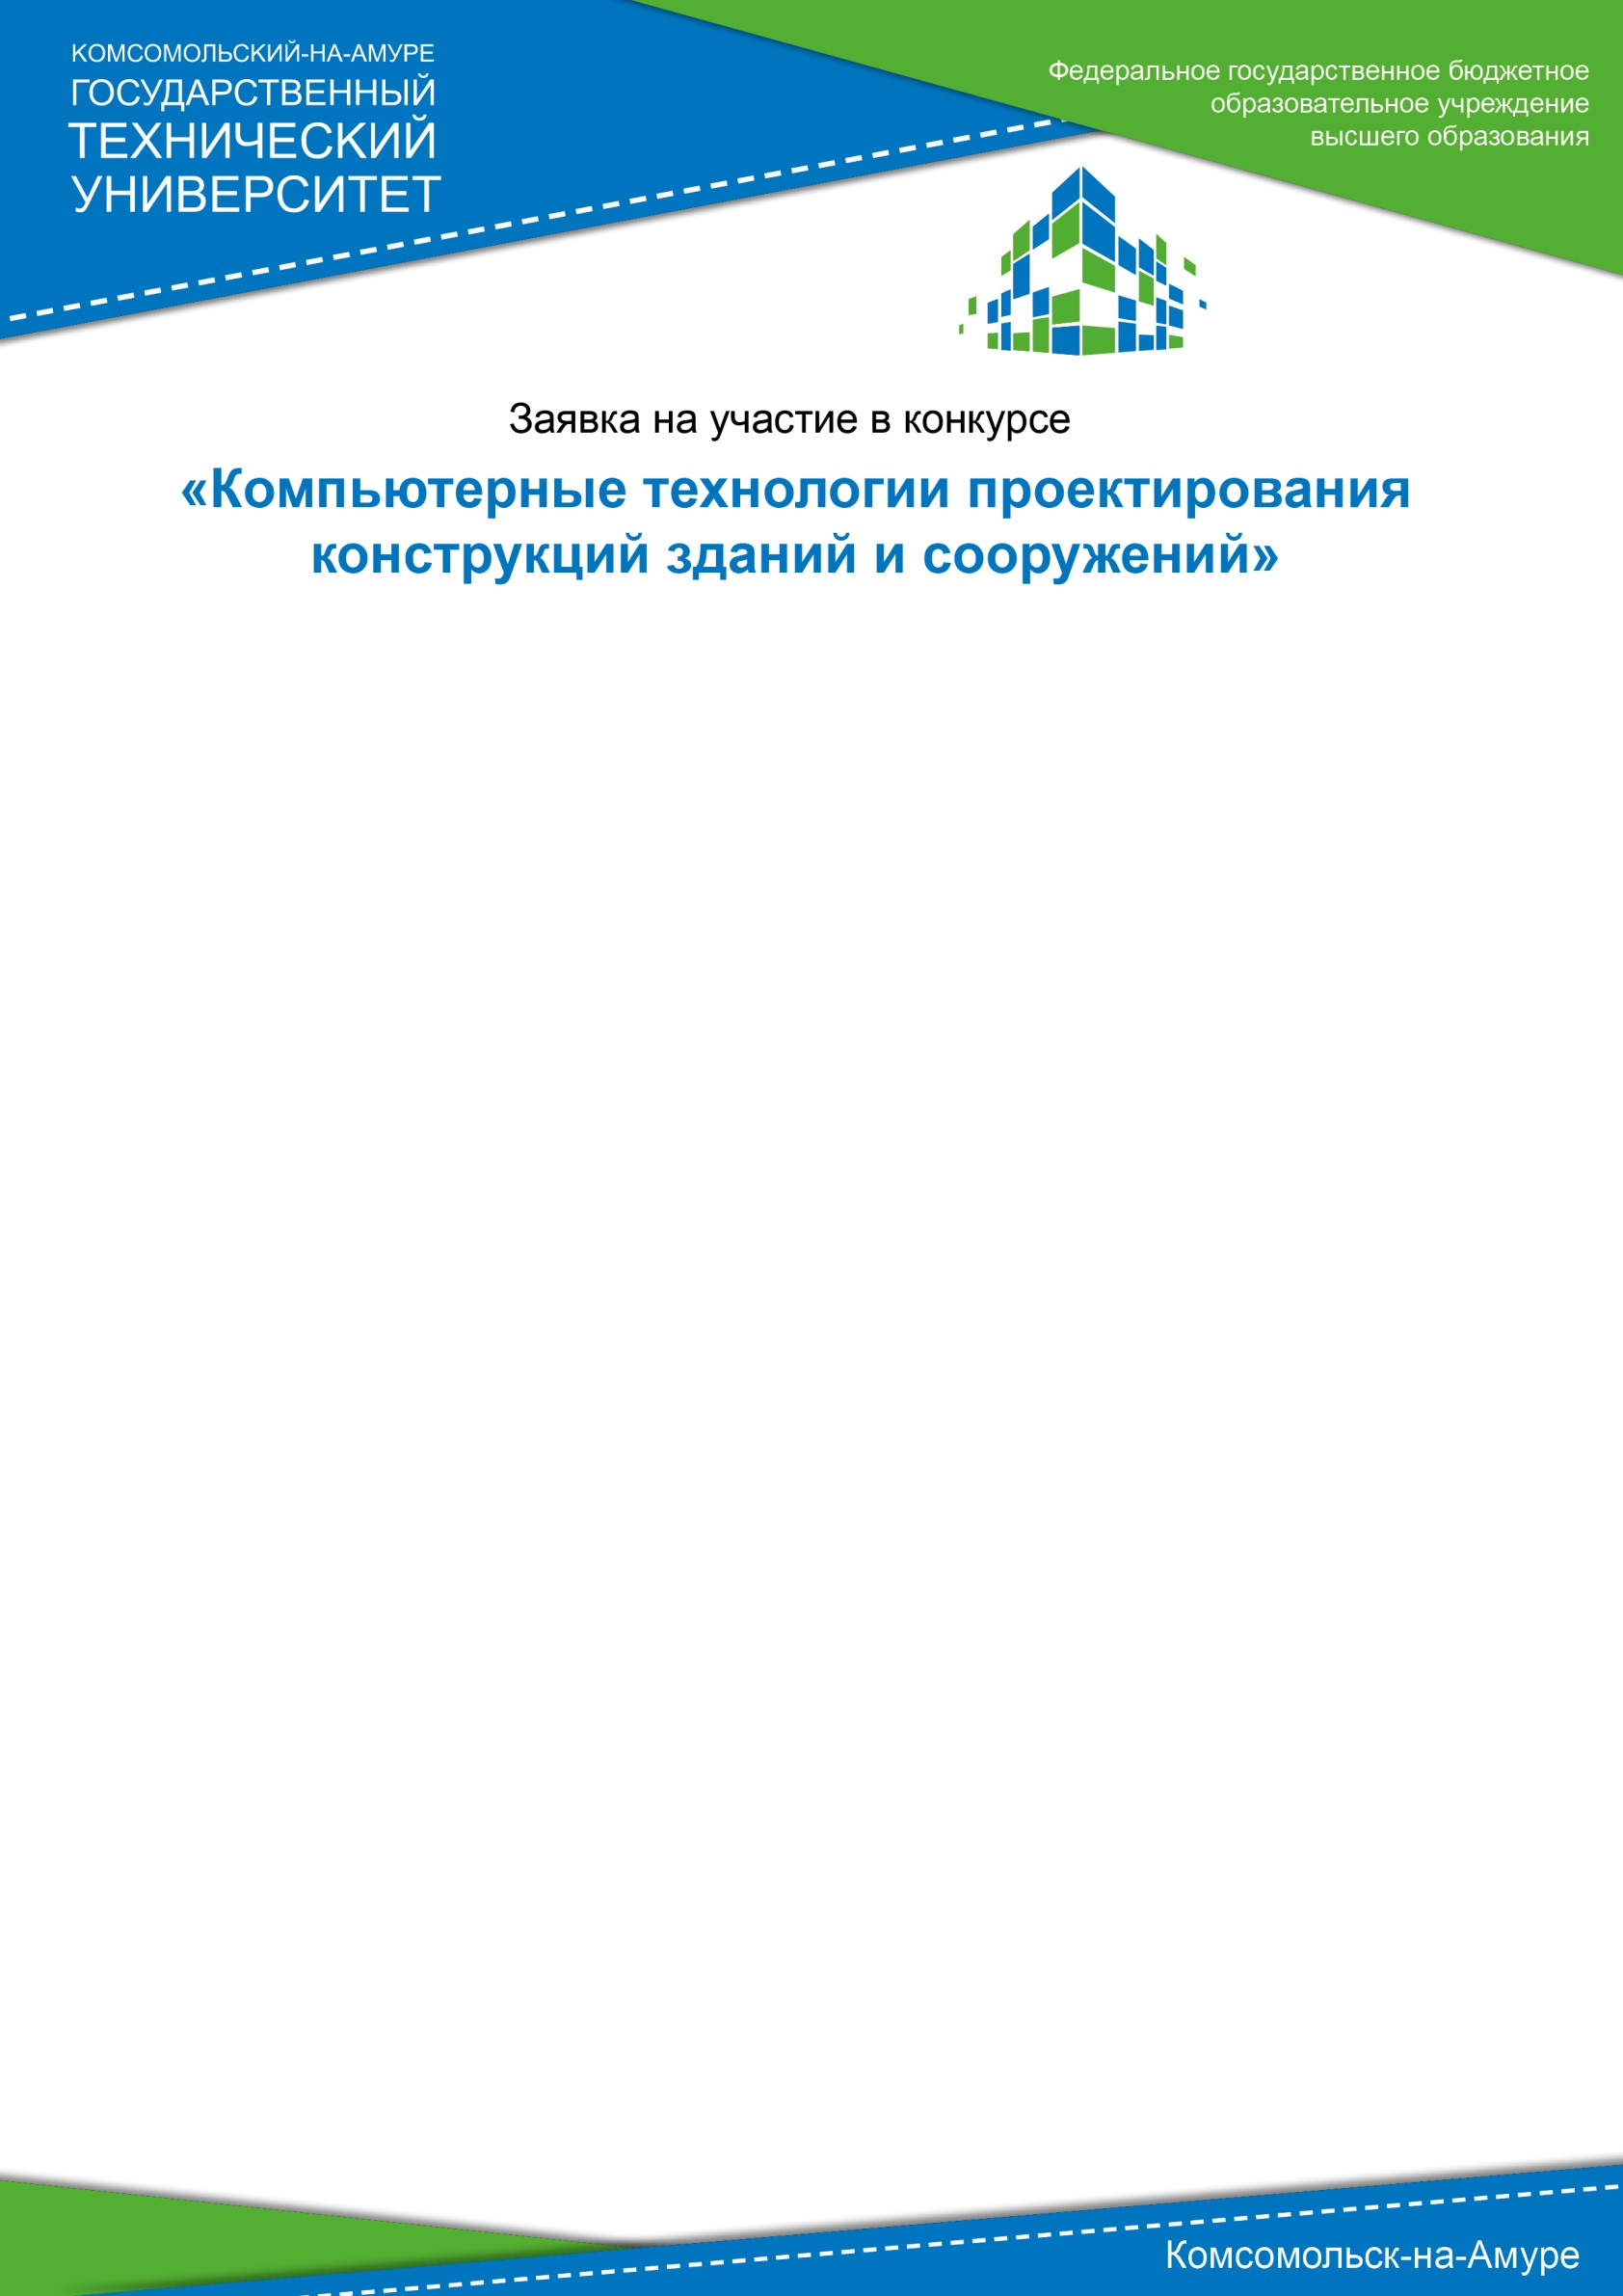 КОМСОМОЛЬСКИЙ-НА-АМУРЕ
ГОСУДАРСТВЕННЫЙ
ТЕХНИЧЕСКИЙ
УНИВЕРСИТЕТ
Федеральное государственное бюджетное
образовательное учреждение
высшего образования
Заявка на участие в конкурсе
«Компьютерные технологии проектирования
конструкций зданий и сооружений»
Комсомольск-на-Амуре